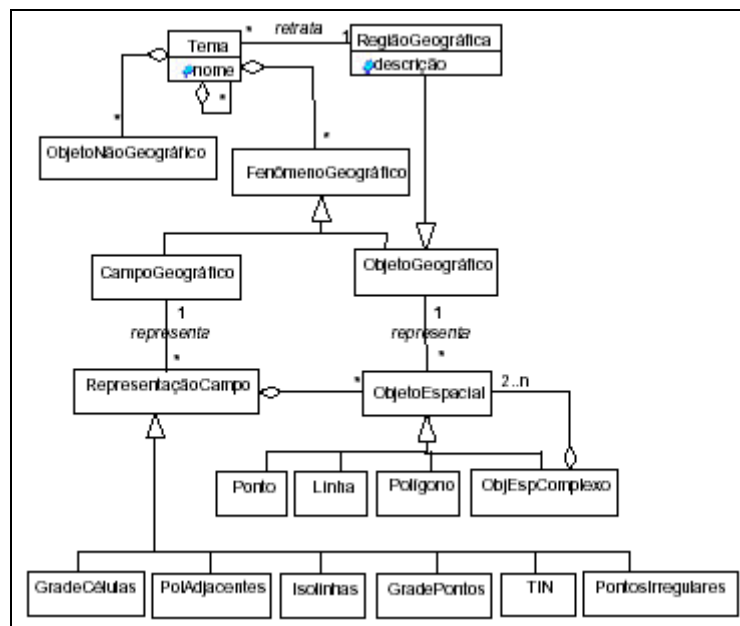 * retrata 1
Tema
RegiãoGeográfica
nome
descrição
*
*
*
ObjetoNãoGeográfico
FenômenoGeográfico
CampoGeográfico
ObjetoGeográfico
1
1
representa
representa
*
*
RepresentaçãoCampo
*
ObjetoEspacial
2..n
Ponto
Linha
Polígono
ObjEspComplexo
GradeCélulas
PolAdjacentes
Isolinhas
GradePontos
TIN
PontosIrregulares